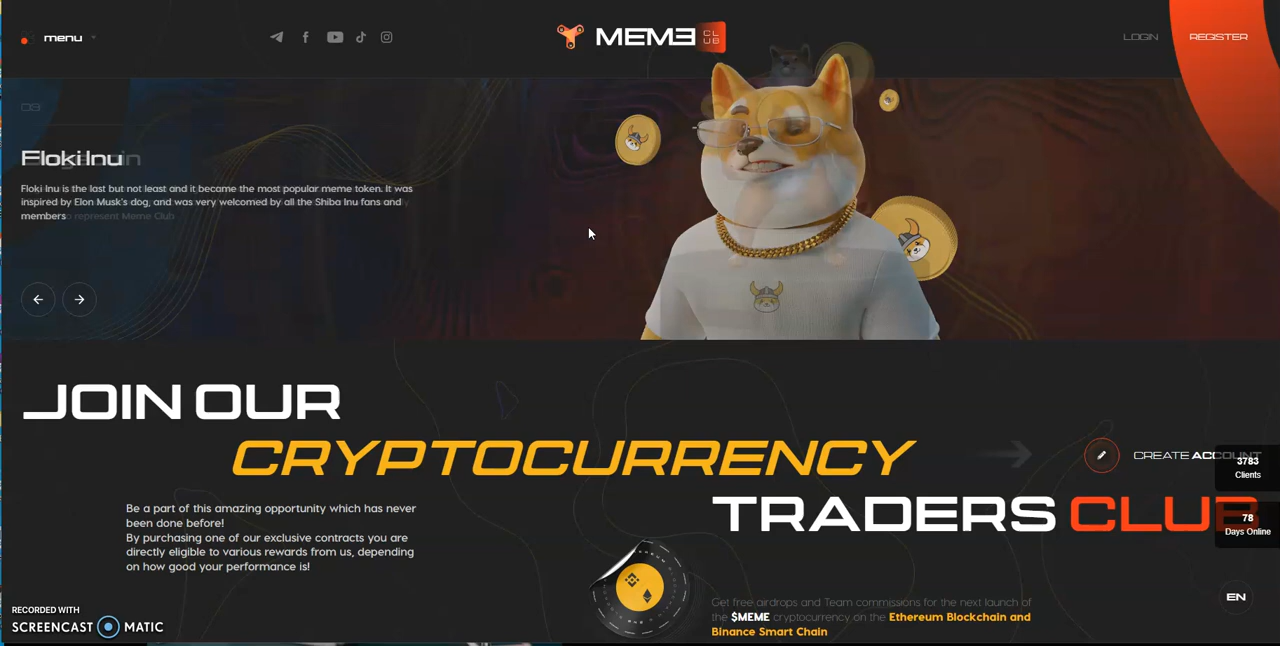 menu
MEME CLUB
LOGIN
REGISTER
09
Floki Inu
Floki Inu is the last but not least and it became the most popular meme token. It was
inspired by Elon Musk's dog, and was very welcomed by all the Shiba Inu fans and
members
to represent Meme Club
JOIN OUR
CRYPTOCURRENCY
TRADERS CLUB
CREATE ACCOUNT
3783
Clients
78
Days Online
Be a part of this amazing opportunity which has never
been done before!
By purchasing one of our exclusive contracts you are
directly eligible to various rewards from us, depending
on how good your performance is!
Get free airdrops and Team commissions for the next launch of
the $MEME cryptocurrency on the Ethereum Blockchain and
Binance Smart Chain
EN
RECORDED WITH
SCREENCAST MATIC